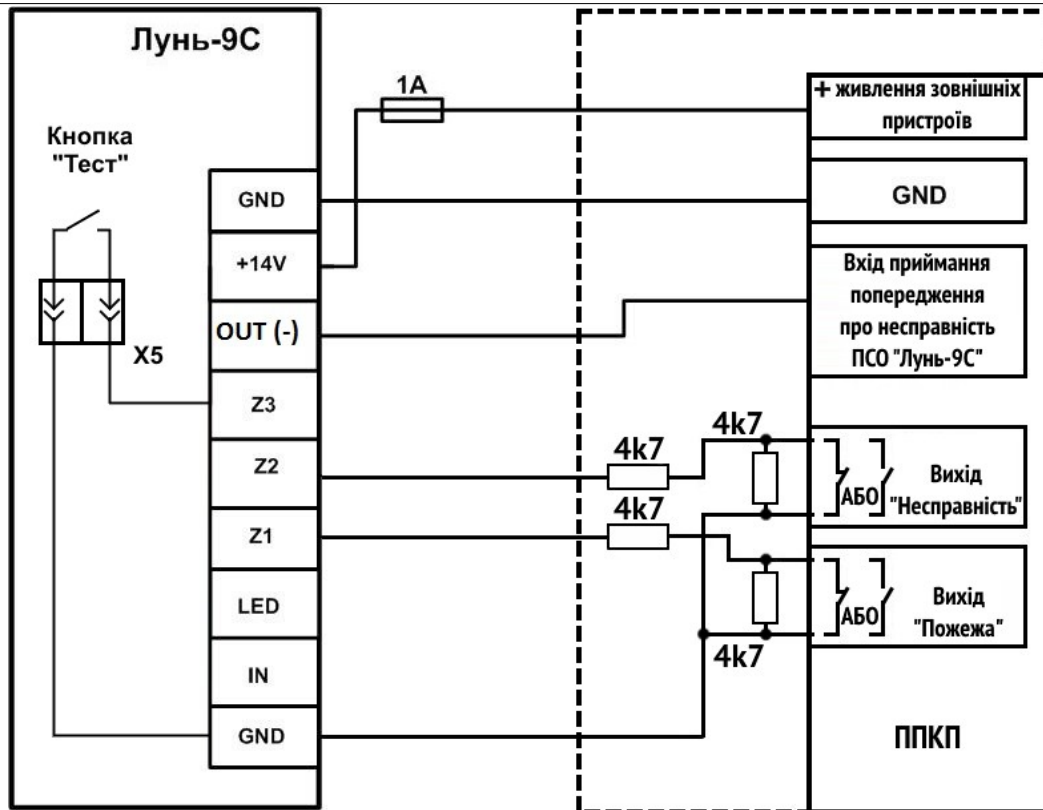 Лунь-9С
1А
+ живлення зовнішніх
пристроїв
Кнопка
"Тест"
GND
GND
+14V
Вхід приймання
попередження
про несправність
ПСО "Лунь-9С"
OUT (-)
X5
Z3
4k7
4k7
Z2
АБО
Вихід
"Несправність"
4k7
Z1
LED
АБО
Вихід
"Пожежа"
4k7
IN
GND
ППКП